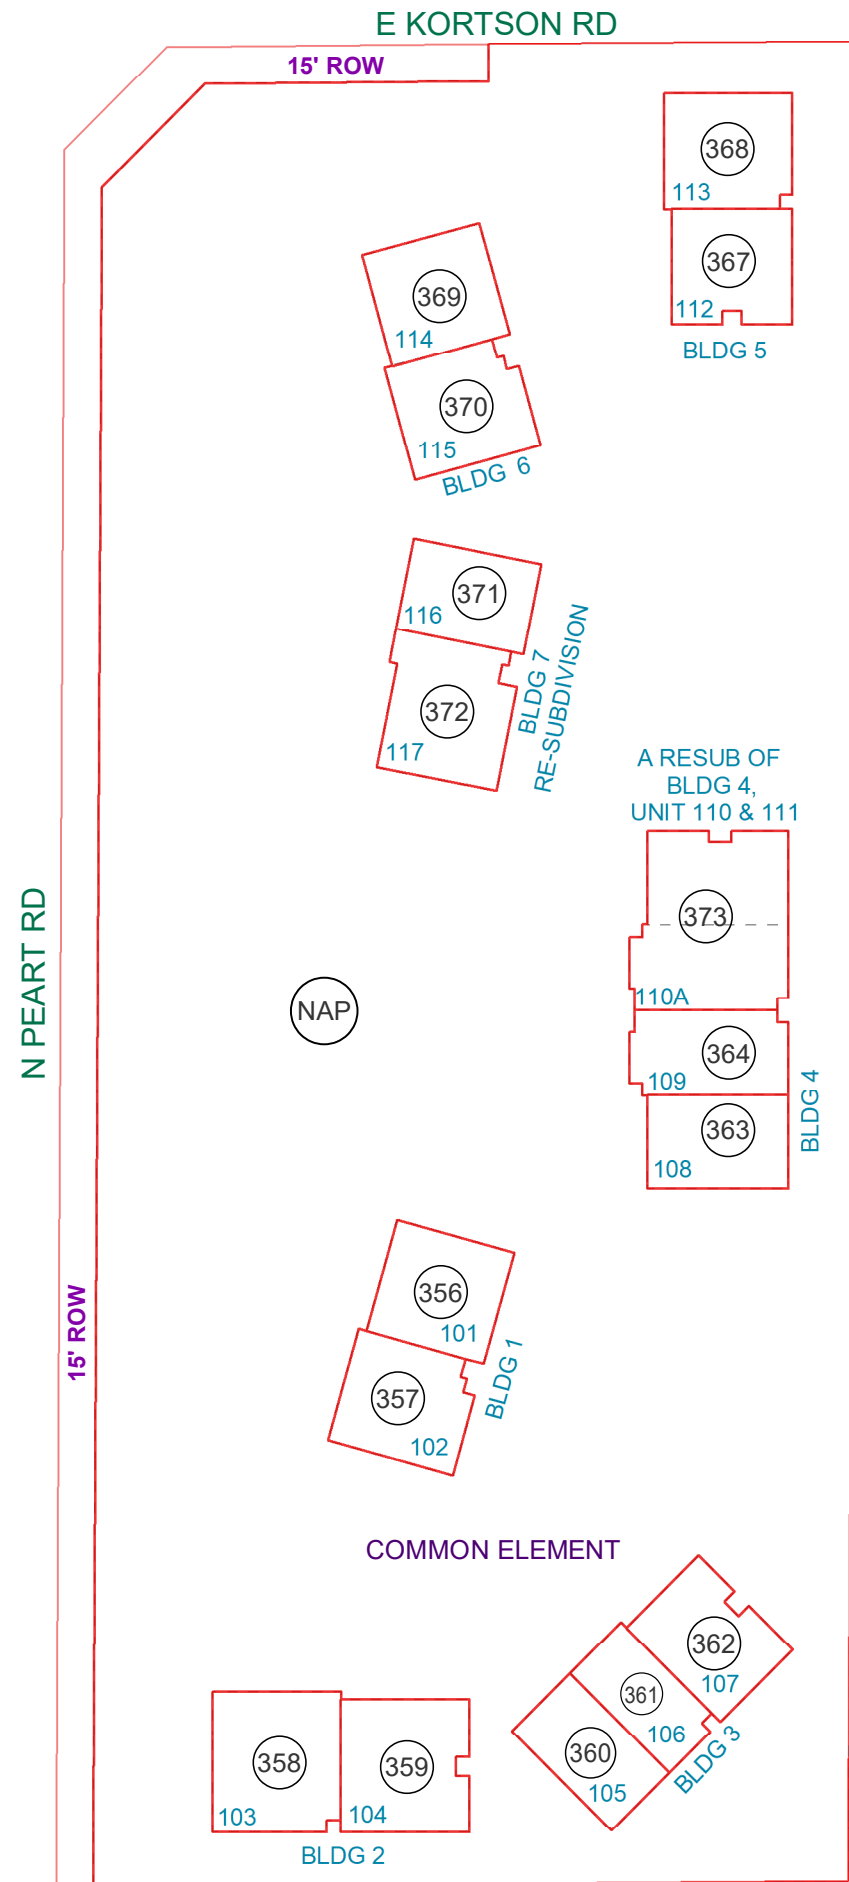 E KORTSON RD
15' ROW
368
113
367
112
BLDG 5
369
114
370
115
BLDG 6
371
116
372
117
BLDG 7
RE-SUBDIVISION
A RESUB OF
BLDG 4,
UNIT 110 & 111
373
110A
364
109
363
108
BLDG 4
N PEART RD
NAP
15' ROW
356
101
357
102
BLDG 1
COMMON ELEMENT
362
107
361
106
360
105
BLDG 3
358
103
359
104
BLDG 2